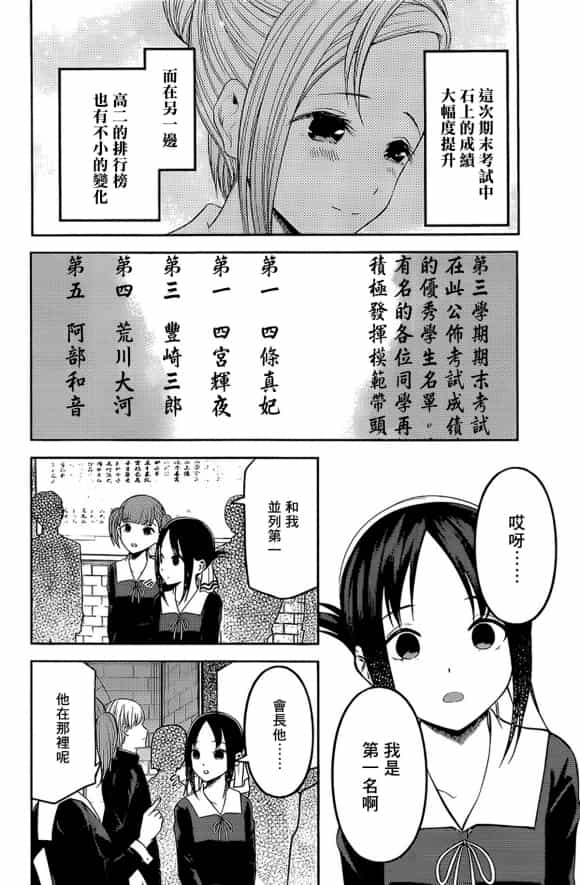 這次期末考試中
石上的成績
大幅度提升
而在另一邊
高二的排行榜
也有不小的變化
第三學期期末考試
在此公佈考試成績
的優秀學生名單。
有名的各位同學再
積極發揮模範帶頭
第一 四條真妃
第一 四宮輝夜
第三 豐崎三郎
第四 荒川大河
第五 阿部和音
哎呀……
我是
第一名啊
和我
並列第一
會長他……
他在那裡呢